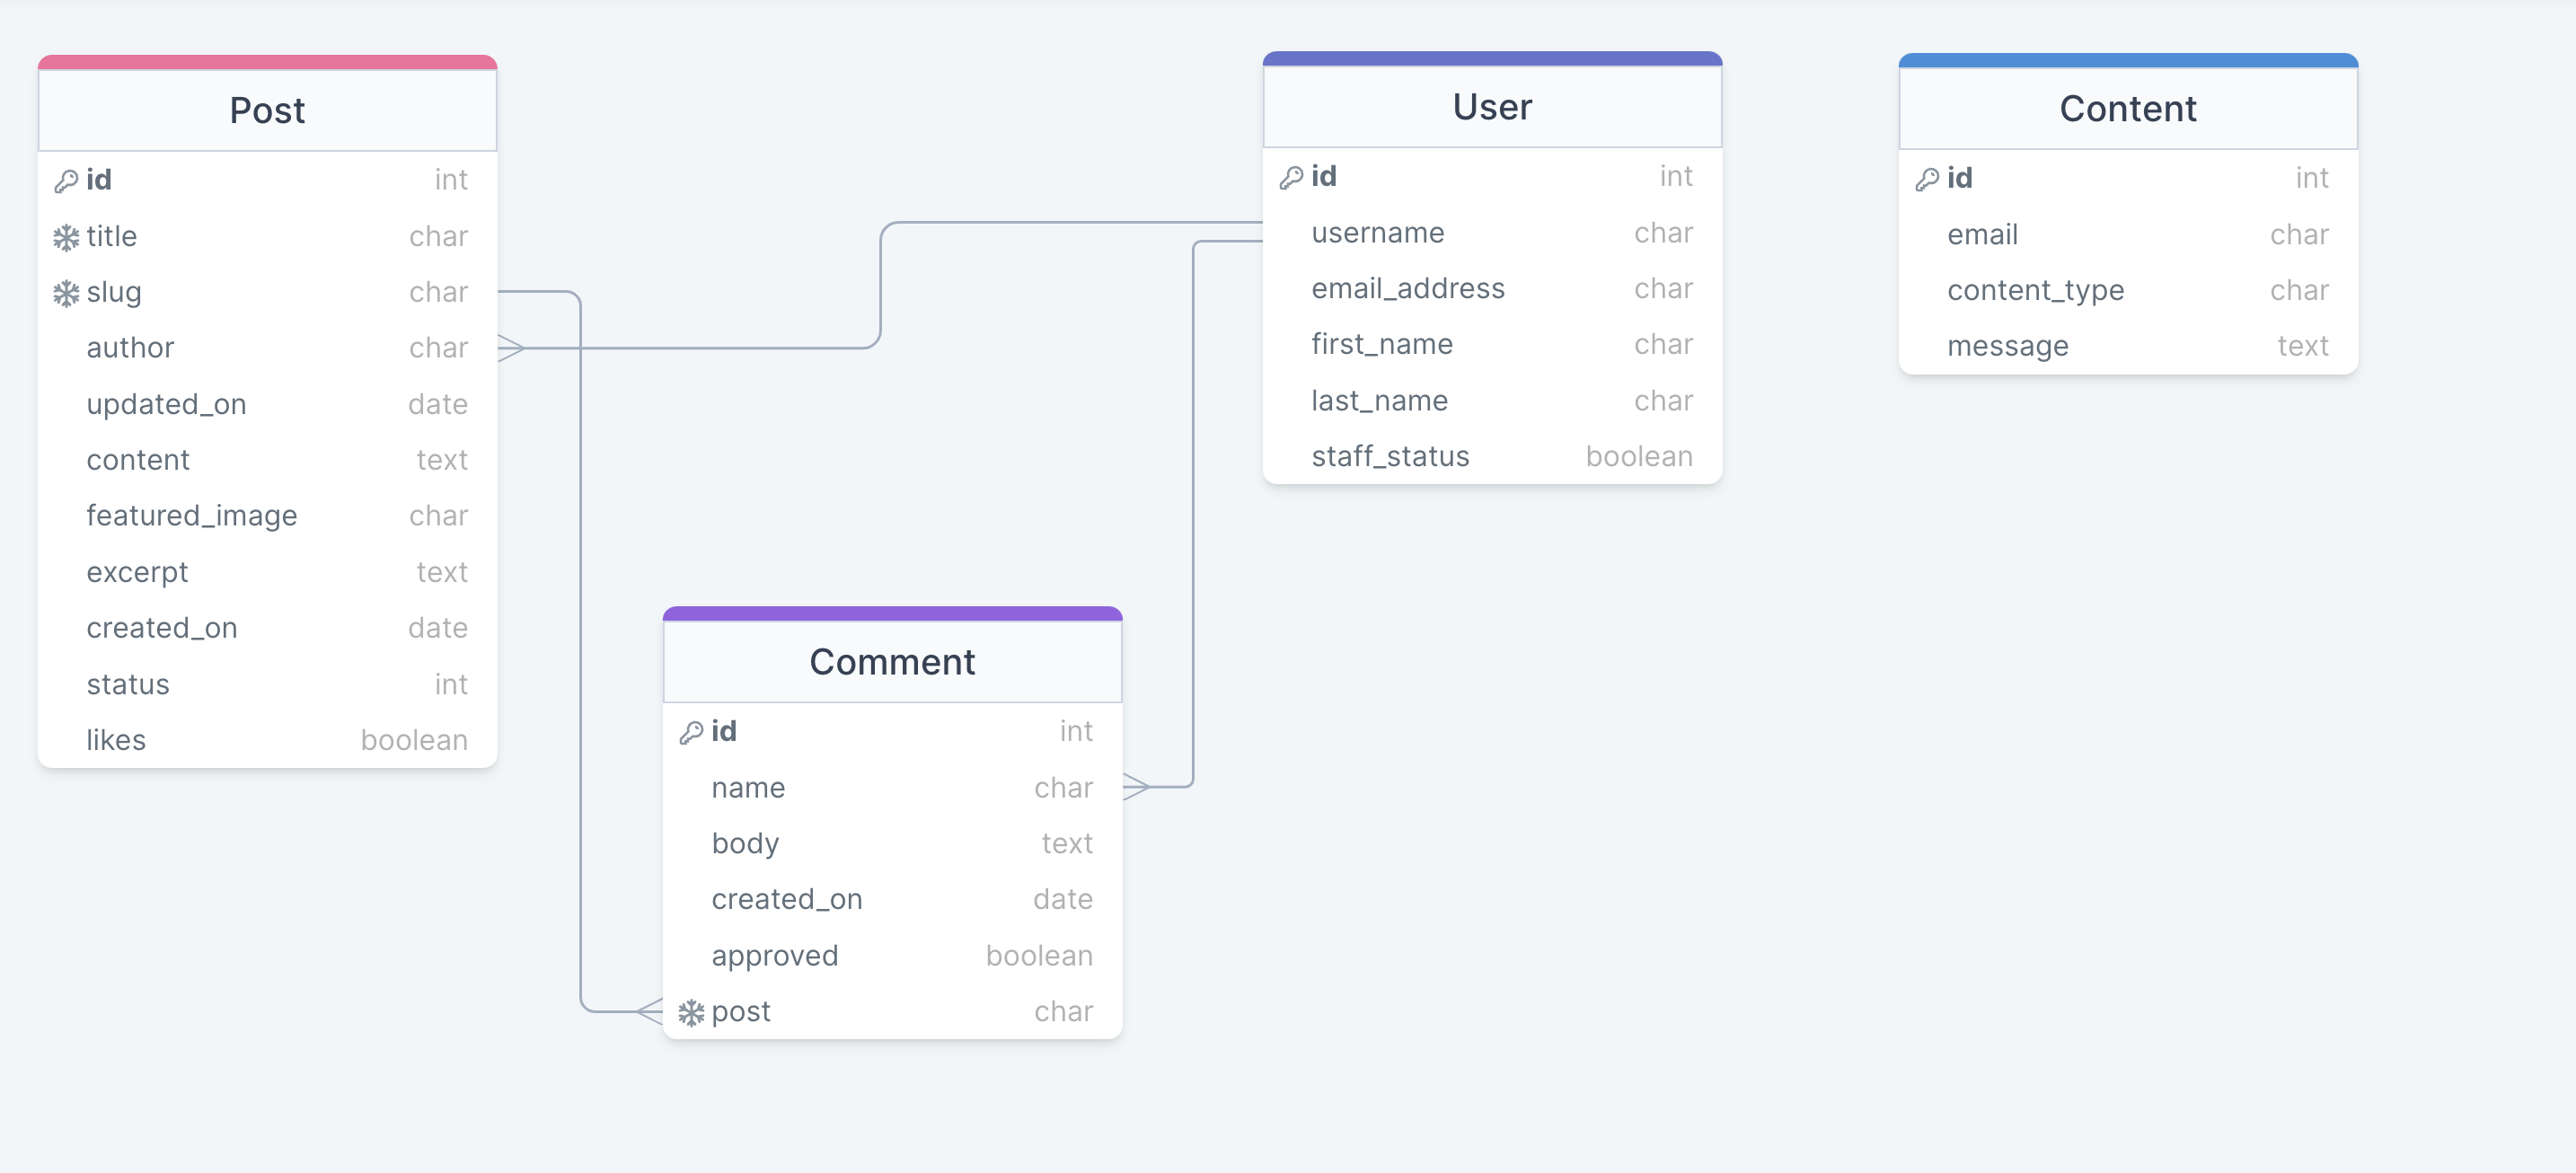 Post
id int
title char
slug char
author char
updated_on date
content text
featured_image char
excerpt text
created_on date
status int
likes boolean
User
id int
username char
email_address char
first_name char
last_name char
staff_status boolean
Content
id int
email char
content_type char
message text
Comment
id int
name char
body text
created_on date
approved boolean
post char